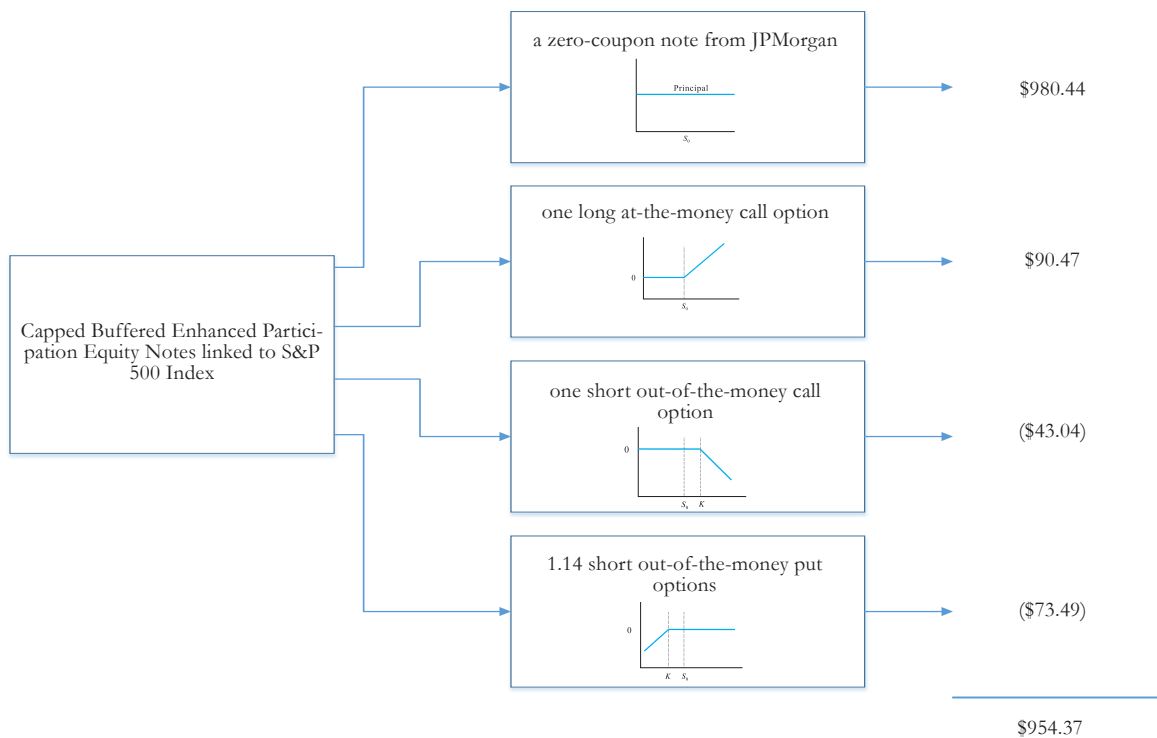 a zero-coupon note from JPMorgan
Principal
S₀
$980.44
one long at-the-money call option
0
S₀
$90.47
Capped Buffered Enhanced Partici-
pation Equity Notes linked to S&P
500 Index
one short out-of-the-money call
option
0
S₀ K
($43.04)
1.14 short out-of-the-money put
options
0
K S₀
($73.49)
$954.37